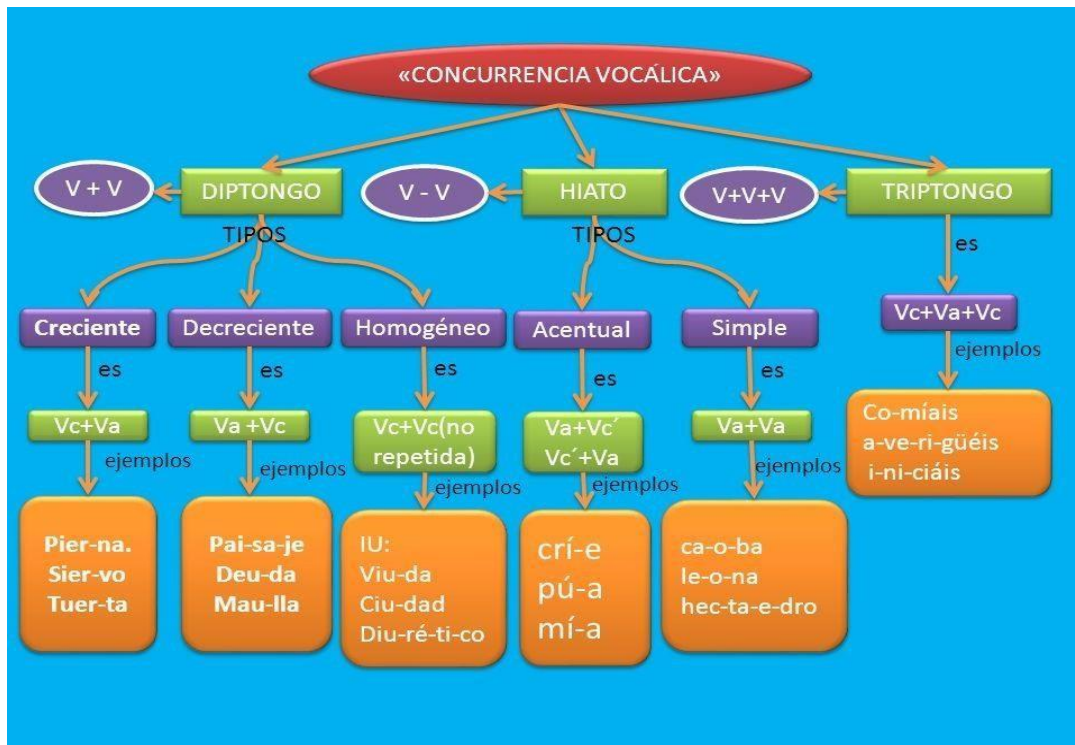 «CONCURRENCIA VOCÁLICA»
V + V
DIPTONGO
V - V
HIATO
V+V+V
TRIPTONGO
TIPOS
TIPOS
es
Creciente
Decreciente
Homogéneo
Acentual
Simple
Vc+Va+Vc
es
es
es
es
es
ejemplos
Vc+Va
Va +Vc
Vc+Vc(no
repetida)
Va+Vc´
Vc´+Va
Va+Va
Co-míais
a-ve-ri-güéis
i-ni-ciáis
ejemplos
ejemplos
ejemplos
ejemplos
ejemplos
Pier-na.
Sier-vo
Tuer-ta
Pai-sa-je
Deu-da
Mau-lla
IU:
Viu-da
Ciu-dad
Diu-ré-ti-co
crí-e
pú-a
mí-a
ca-o-ba
le-o-na
hec-ta-e-dro